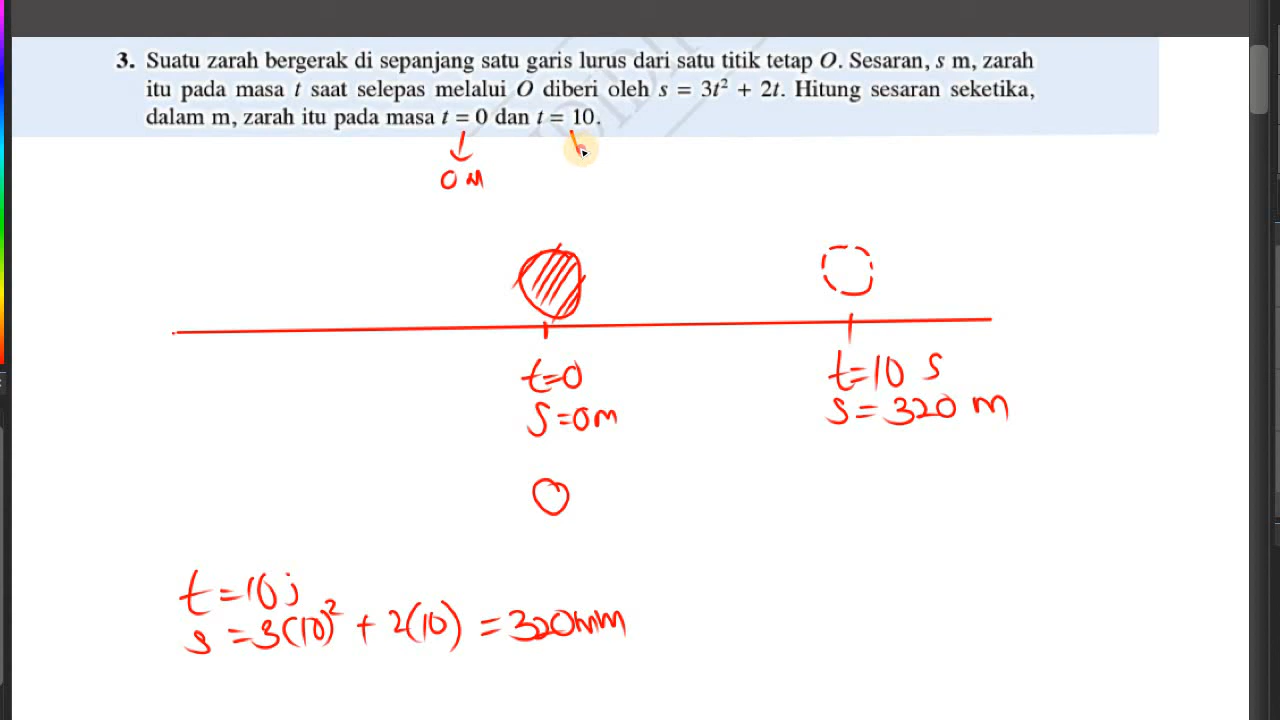 3. Suatu zarah bergerak di sepanjang satu garis lurus dari satu titik tetap O. Sesaran, s m, zarah
itu pada masa t saat selepas melalui O diberi oleh s = 3t² + 2t. Hitung sesaran seketika,
dalam m, zarah itu pada masa t = 0 dan t = 10.
0 M
t=0
S=0m
t=10 s
s=320 m
O
t=10;
s=3(10)²+2(10)=320mm